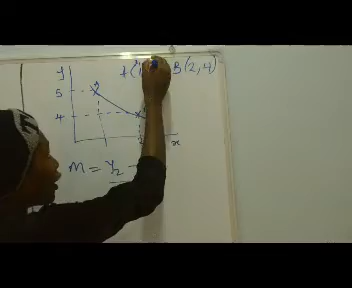 A(1, B(2,4)
y
5
4
x
M = Y2 -